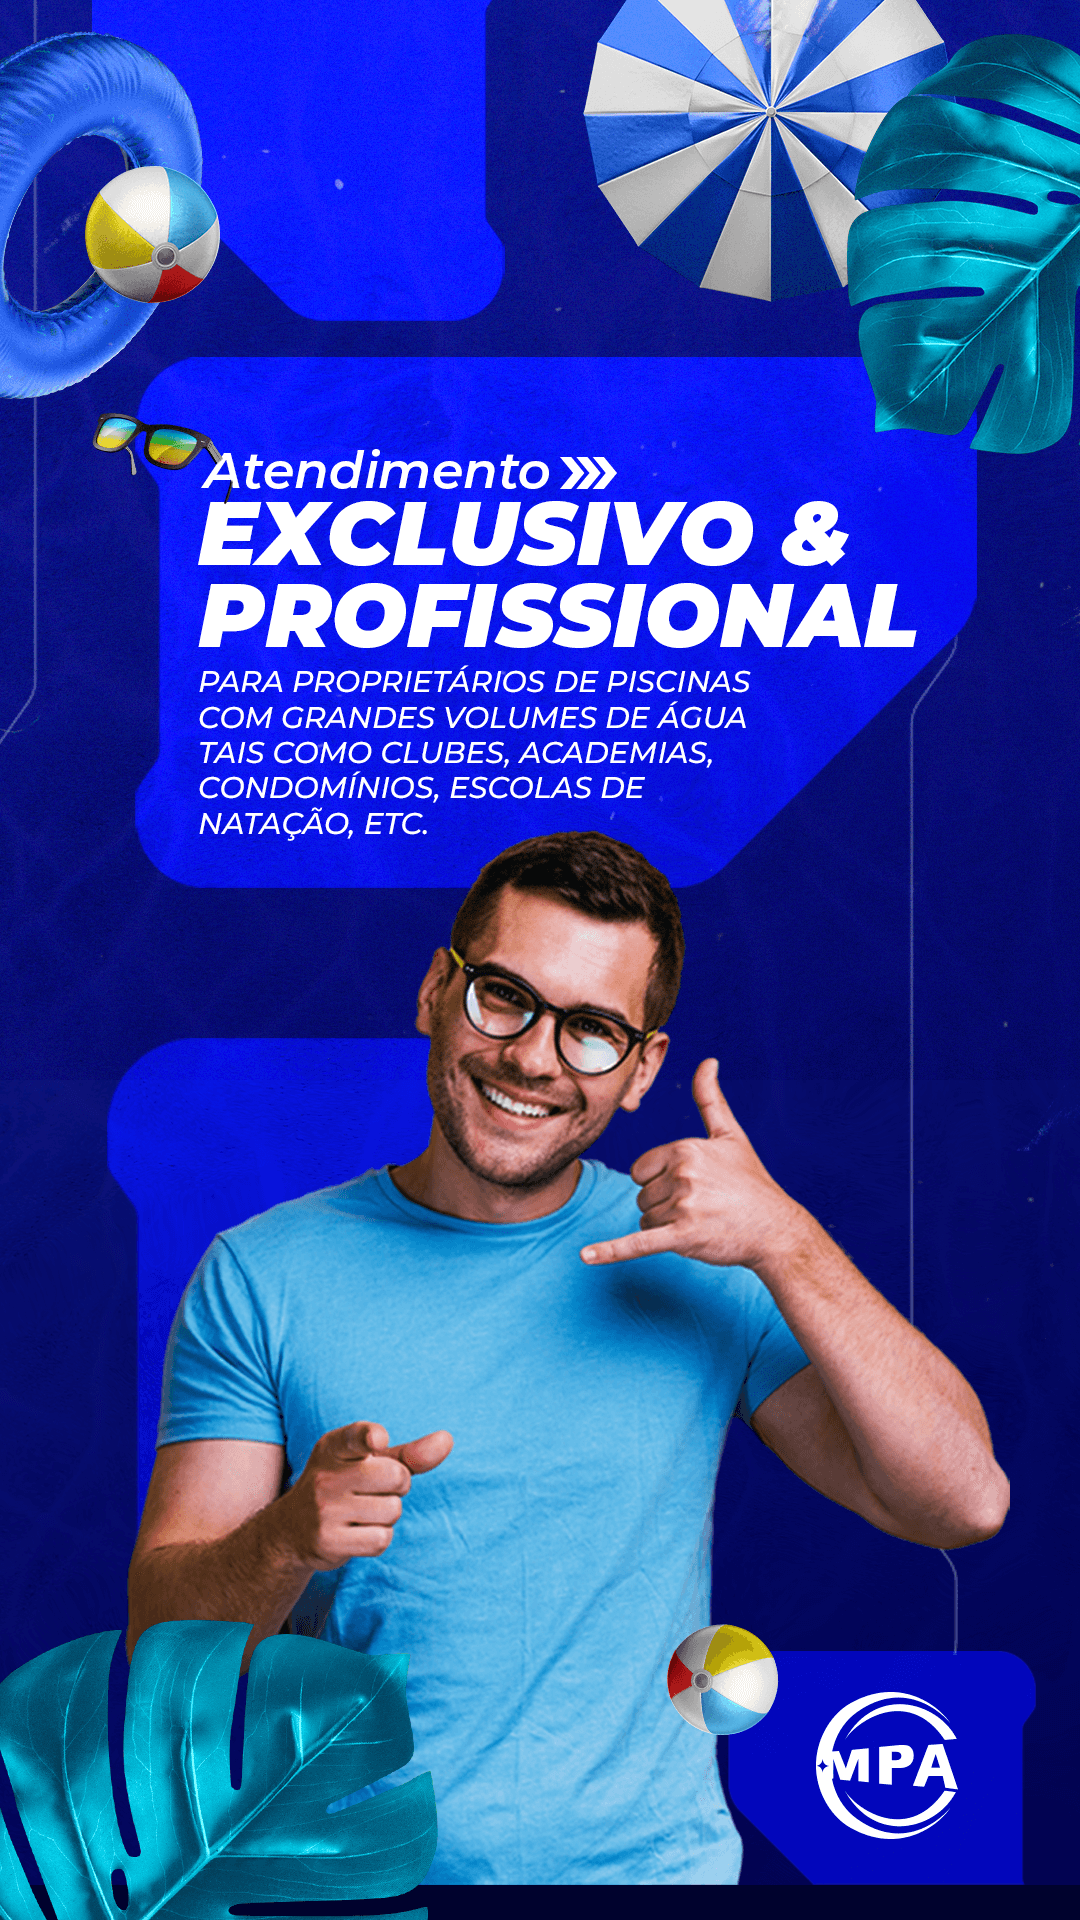 Atendimento
EXCLUSIVO &
PROFISSIONAL
PARA PROPRIETÁRIOS DE PISCINAS
COM GRANDES VOLUMES DE ÁGUA
TAIS COMO CLUBES, ACADEMIAS,
CONDOMÍNIOS, ESCOLAS DE
NATAÇÃO, ETC.
MPA